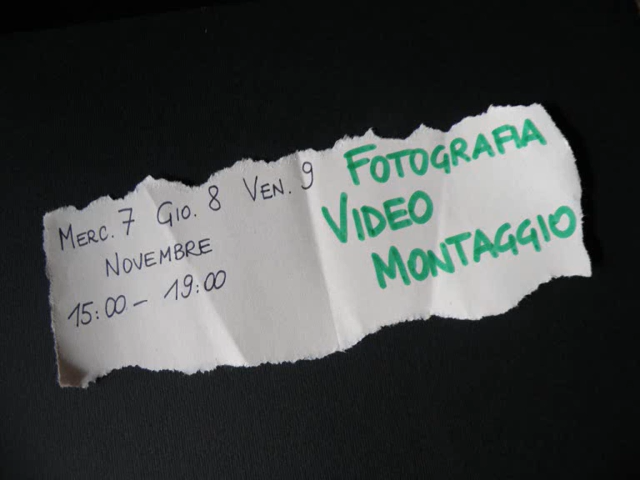 Merc. 7 Gio. 8 Ven. 9
Novembre
15:00 - 19:00
Fotografia
Video
Montaggio